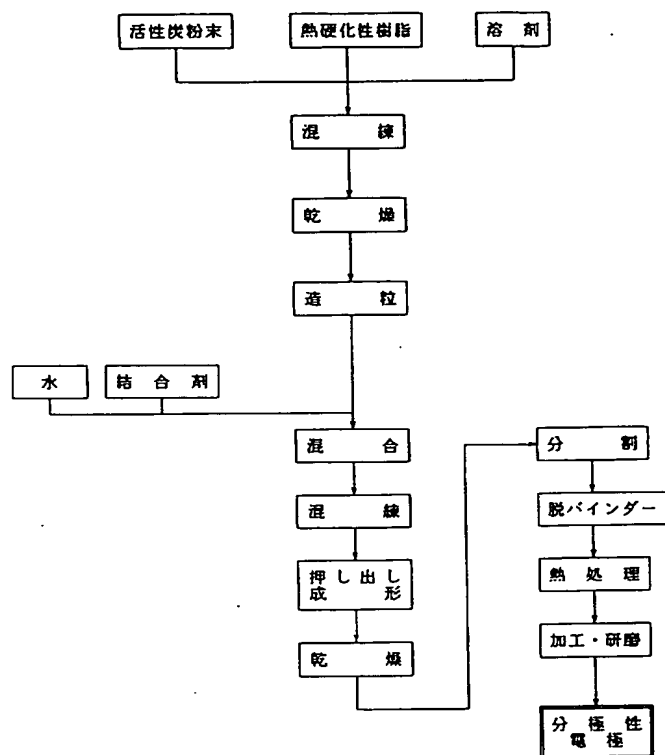 活性炭粉末
熱硬化性樹脂
溶剤
混練
乾燥
造粒
水
結合剤
混合
混練
押し出し
成形
乾燥
分割
脱バインダー
熱処理
加工・研磨
分極性
電極